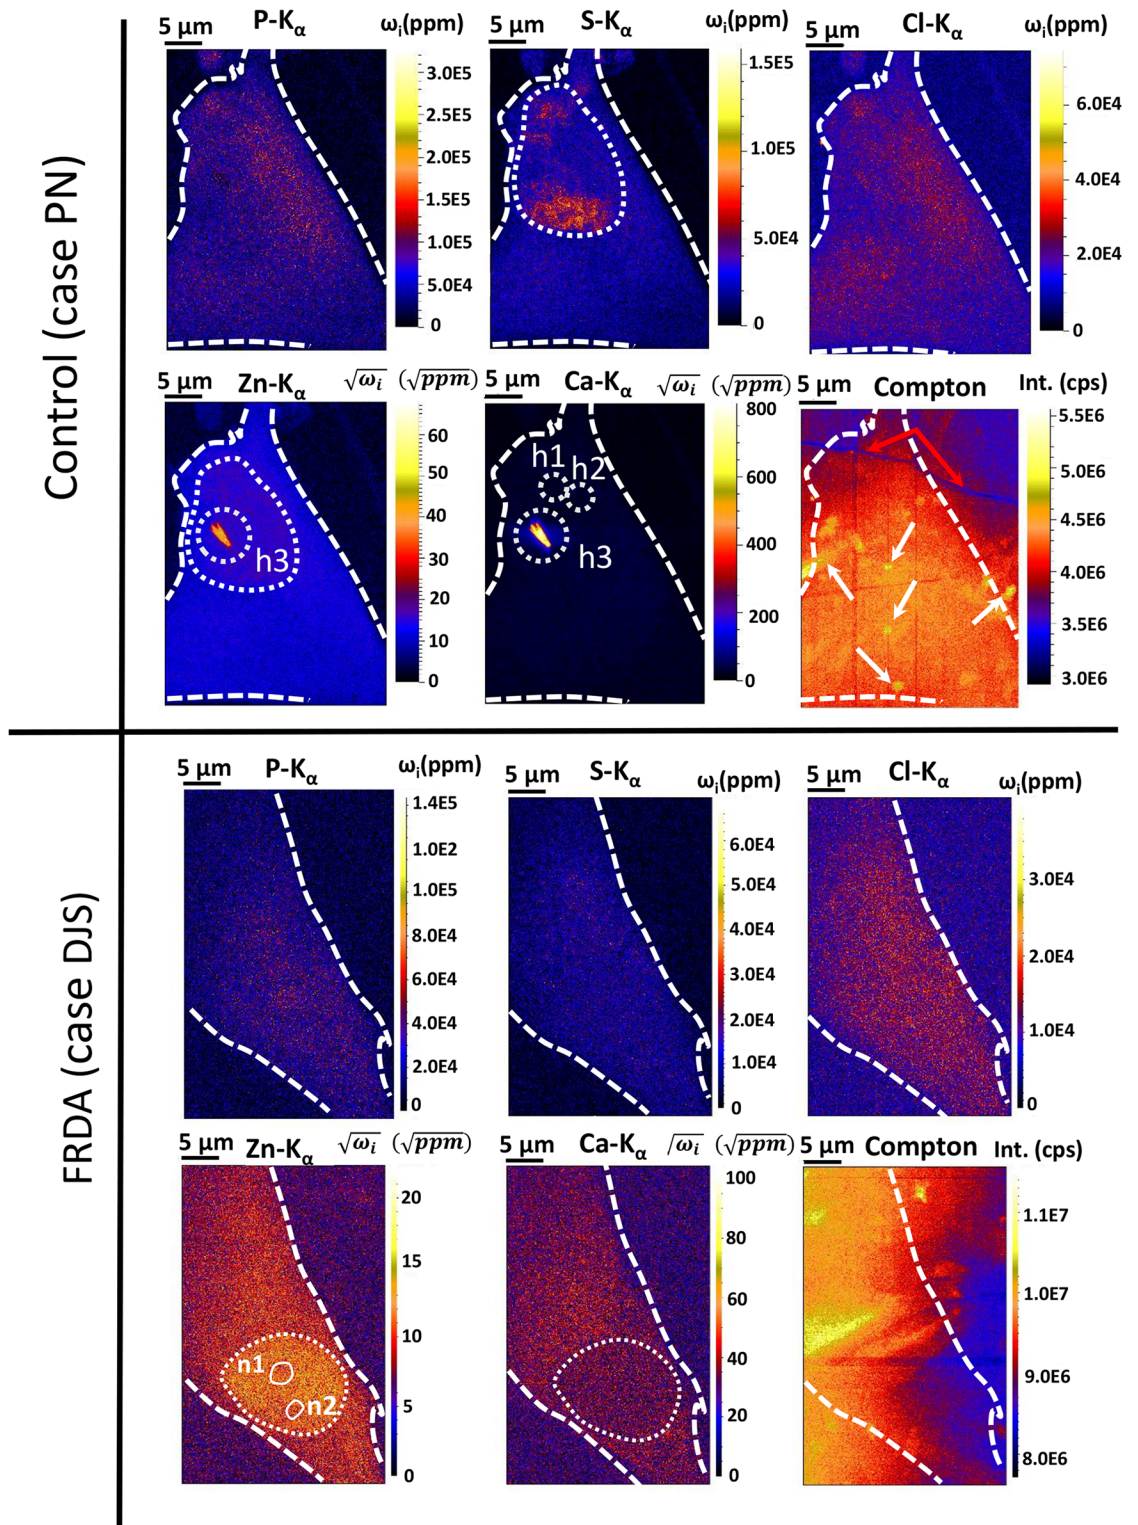 Control (case PN)
5 μm P-Kα ωi(ppm)
3.0E5
2.5E5
2.0E5
1.5E5
1.0E5
5.0E4
0
5 μm S-Kα ωi(ppm)
1.5E5
1.0E5
5.0E4
0
5 μm Cl-Kα ωi(ppm)
6.0E4
4.0E4
2.0E4
0
5 μm Zn-Kα √ωi (√ppm)
60
50
40
30
20
10
0
h3
5 μm Ca-Kα √ωi (√ppm)
800
600
400
200
0
h1
h2
h3
5 μm Compton Int. (cps)
5.5E6
5.0E6
4.5E6
4.0E6
3.5E6
3.0E6
FRDA (case DJS)
5 μm P-Kα ωi(ppm)
1.4E5
1.0E2
1.0E5
8.0E4
6.0E4
4.0E4
2.0E4
0
5 μm S-Kα ωi(ppm)
6.0E4
5.0E4
4.0E4
3.0E4
2.0E4
1.0E4
0
5 μm Cl-Kα ωi(ppm)
3.0E4
2.0E4
1.0E4
0
5 μm Zn-Kα √ωi (√ppm)
20
15
10
5
0
n1
n2
5 μm Ca-Kα √ωi (√ppm)
100
80
60
40
20
0
5 μm Compton Int. (cps)
1.1E7
1.0E7
9.0E6
8.0E6